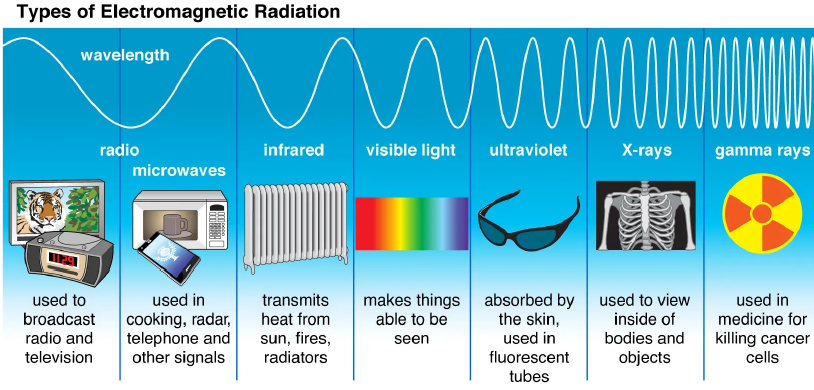 Types of Electromagnetic Radiation
wavelength
radio
microwaves
infrared
visible light
ultraviolet
X-rays
gamma rays
11:29
used to
broadcast
radio and
television
used in
cooking, radar,
telephone and
other signals
transmits
heat from
sun, fires,
radiators
makes things
able to be
seen
absorbed by
the skin,
used in
fluorescent
tubes
used to view
inside of
bodies and
objects
used in
medicine for
killing cancer
cells